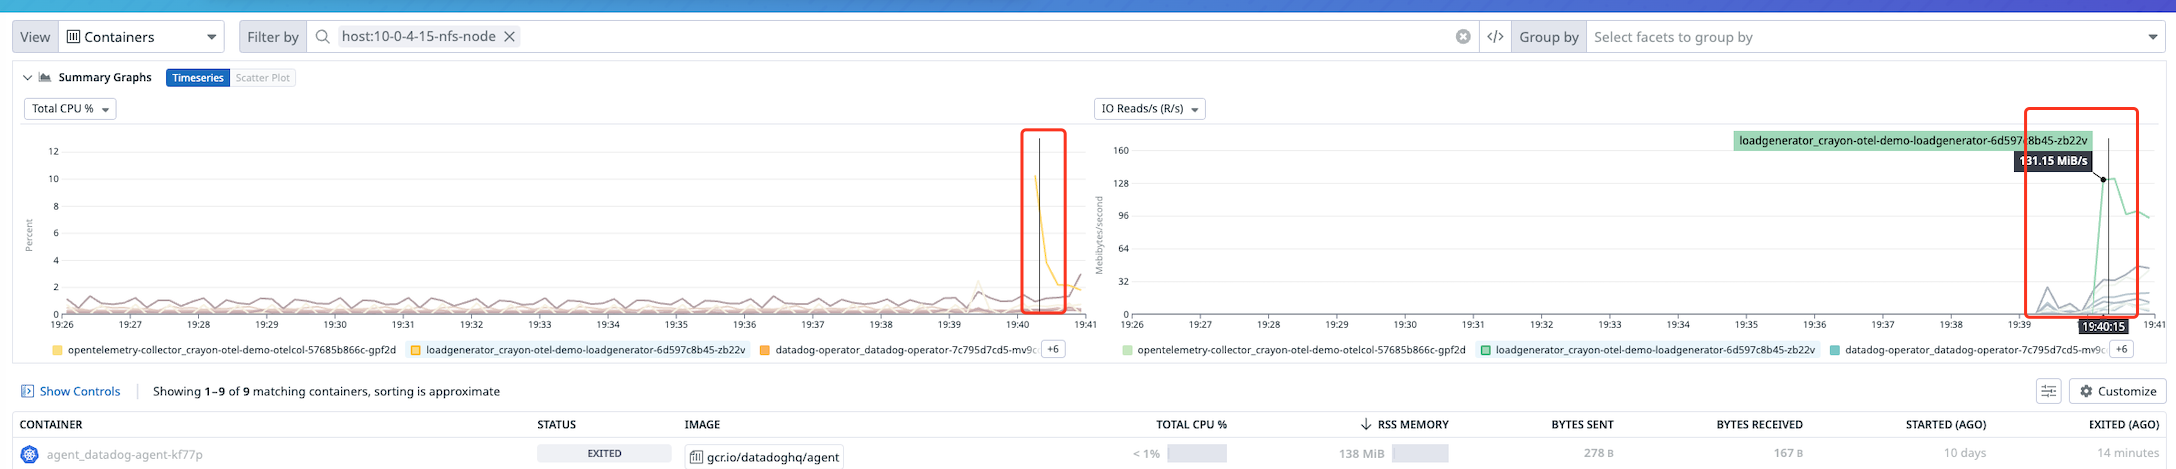 View Containers Filter by host:10-0-4-15-nfs-node Group by Select facets to group by
Summary Graphs Timeseries Scatter Plot
Total CPU % IO Reads/s (R/s)
loadgenerator_crayon-otel-demo-loadgenerator-6d597c8b45-zb22v
131.15 MiB/s
Percent
12
10
8
6
4
2
0
19:26 19:27 19:28 19:29 19:30 19:31 19:32 19:33 19:34 19:35 19:36 19:37 19:38 19:39 19:40 19:41
Mebibytes/second
160
128
96
64
32
0
19:26 19:27 19:28 19:29 19:30 19:31 19:32 19:33 19:34 19:35 19:36 19:37 19:38 19:39 19:40:15 19:41
opentelemetry-collector_crayon-otel-demo-otelcol-57685b866c-gpf2d loadgenerator_crayon-otel-demo-loadgenerator-6d597c8b45-zb22v datadog-operator_datadog-operator-7c795d7cd5-mv9c +6
opentelemetry-collector_crayon-otel-demo-otelcol-57685b866c-gpf2d loadgenerator_crayon-otel-demo-loadgenerator-6d597c8b45-zb22v datadog-operator_datadog-operator-7c795d7cd5-mv9c +6
Show Controls Showing 1–9 of 9 matching containers, sorting is approximate Customize
CONTAINER STATUS IMAGE TOTAL CPU % RSS MEMORY BYTES SENT BYTES RECEIVED STARTED (AGO) EXITED (AGO)
agent_datadog-agent-kf77p EXITED gcr.io/datadoghq/agent < 1% 138 MiB 278 B 167 B 10 days 14 minutes